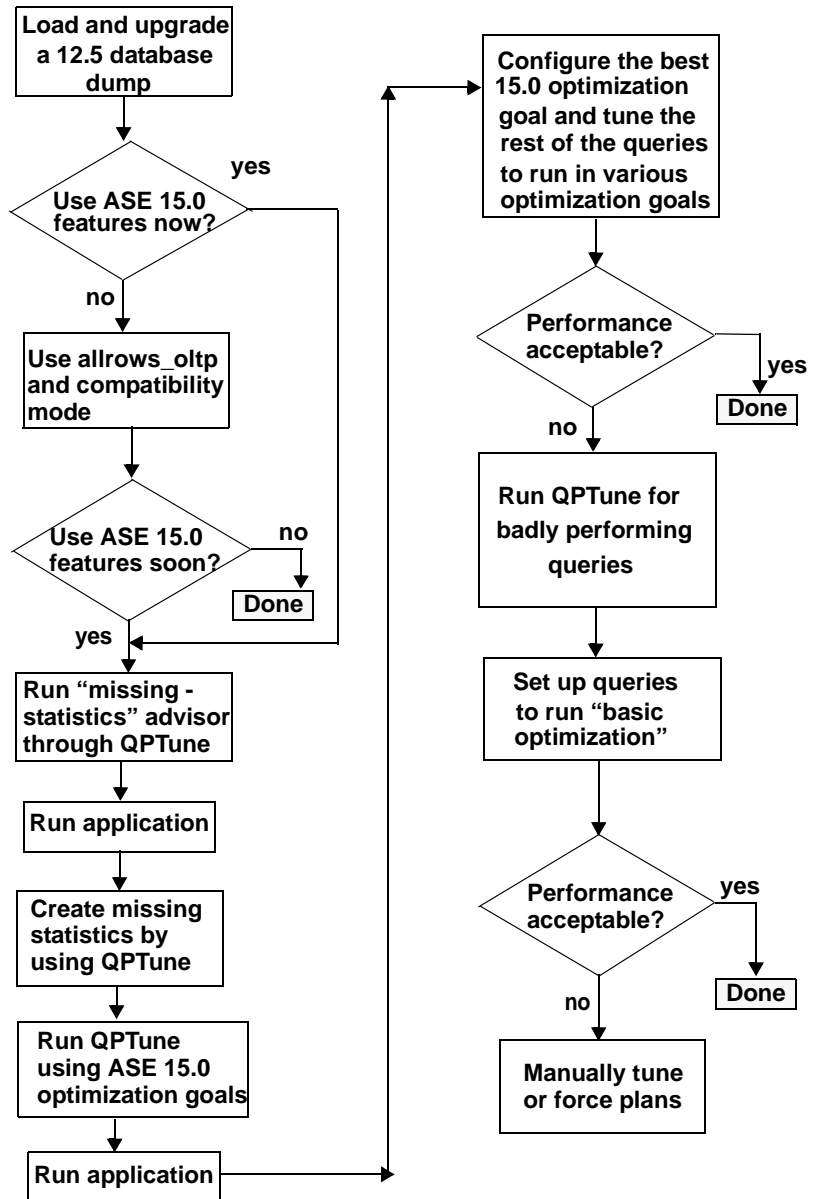 Load and upgrade
a 12.5 database
dump
yes
Use ASE 15.0
features now?
no
Use allrows_oltp
and compatibility
mode
Use ASE 15.0
features soon?
no
Done
yes
Run “missing -
statistics” advisor
through QPTune
Run application
Create missing
statistics by
using QPTune
Run QPTune
using ASE 15.0
optimization goals
Run application
Configure the best
15.0 optimization
goal and tune the
rest of the queries
to run in various
optimization goals
Performance
acceptable?
yes
Done
no
Run QPTune for
badly performing
queries
Set up queries
to run “basic
optimization”
Performance
acceptable?
yes
Done
no
Manually tune
or force plans